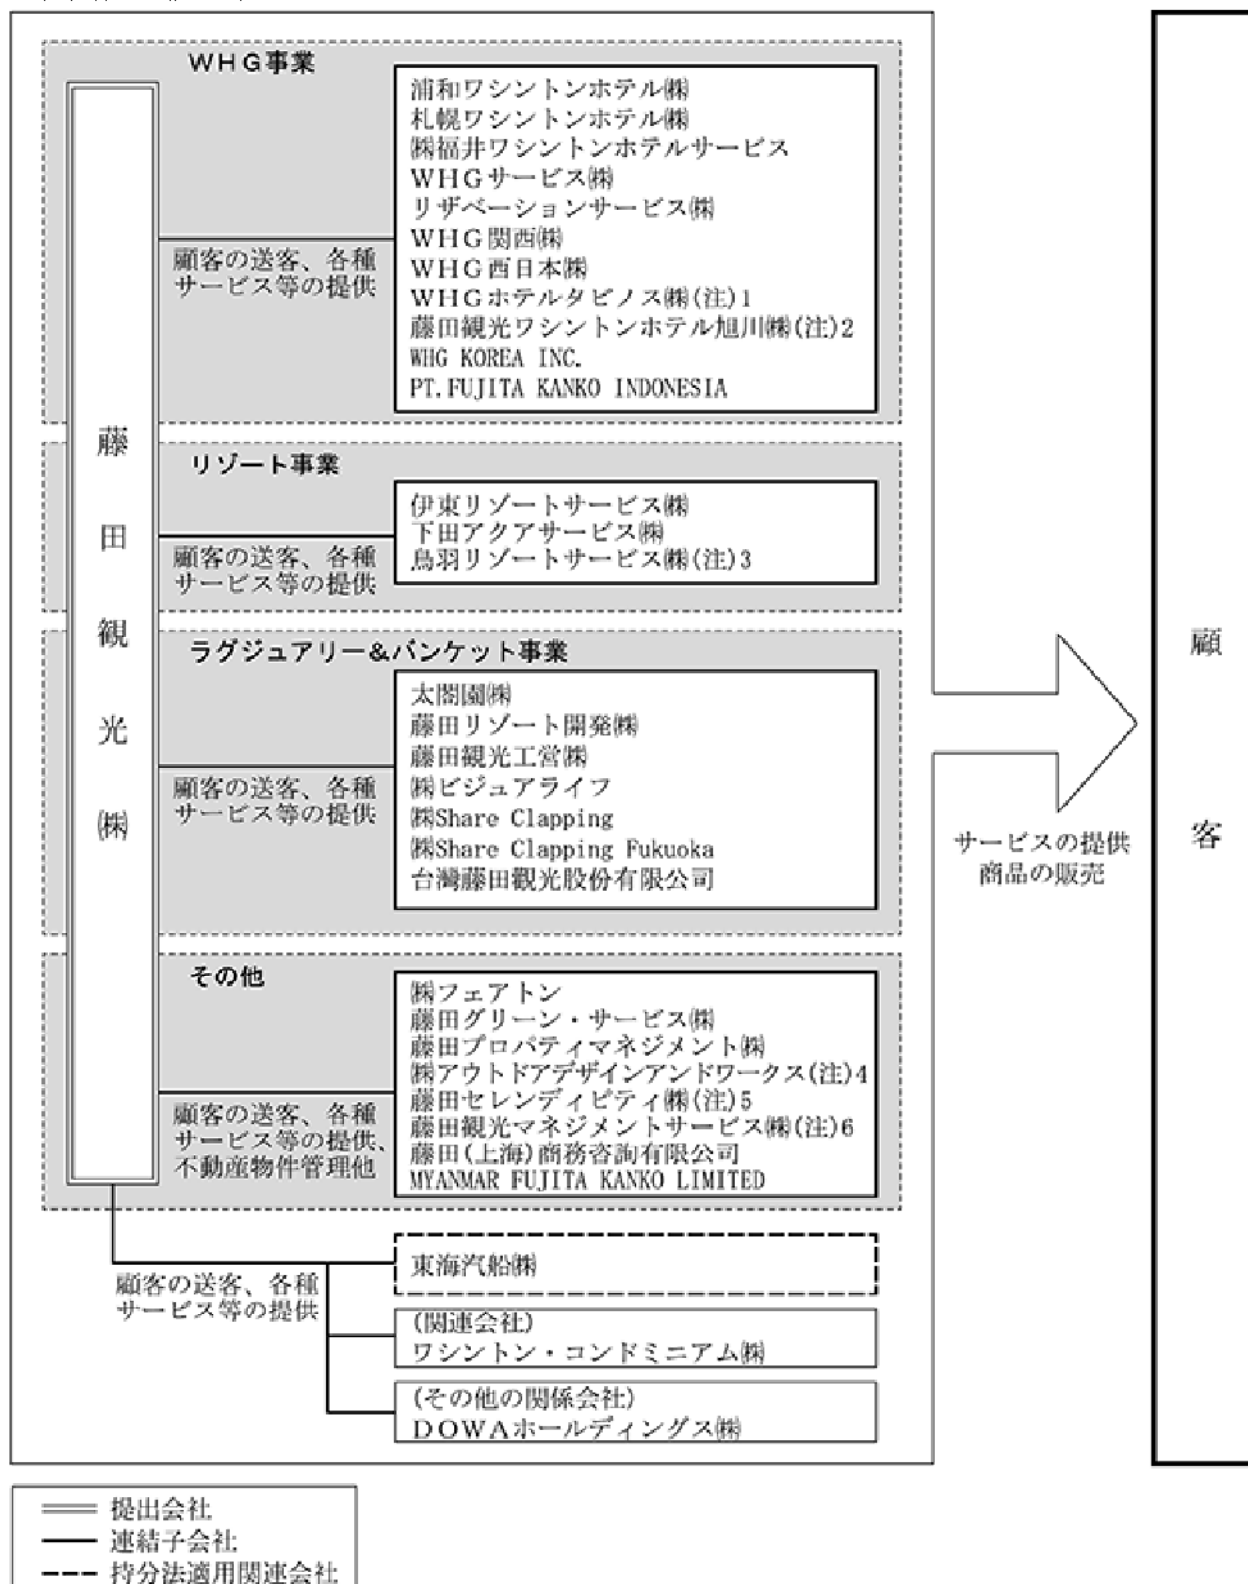 WHG事業
浦和ワシントンホテル㈱
札幌ワシントンホテル㈱
㈱福井ワシントンホテルサービス
WHGサービス㈱
リザベーションサービス㈱
WHG関西㈱
WHG西日本㈱
WHGホテルタビノス㈱(注)1
藤田観光ワシントンホテル旭川㈱(注)2
WHG KOREA INC.
PT.FUJITA KANKO INDONESIA
顧客の送客、各種
サービス等の提供
藤田観光㈱
リゾート事業
伊東リゾートサービス㈱
下田アクアサービス㈱
鳥羽リゾートサービス㈱(注)3
顧客の送客、各種
サービス等の提供
ラグジュアリー&バンケット事業
太閤園㈱
藤田リゾート開発㈱
藤田観光工営㈱
㈱ビジュアライフ
㈱Share Clapping
㈱Share Clapping Fukuoka
台灣藤田觀光股份有限公司
顧客の送客、各種
サービス等の提供
その他
㈱フェアトン
藤田グリーン・サービス㈱
藤田プロパティマネジメント㈱
㈱アウトドアデザインアンドワークス(注)4
藤田セレンディピティ㈱(注)5
藤田観光マネジメントサービス㈱(注)6
藤田(上海)商務咨詢有限公司
MYANMAR FUJITA KANKO LIMITED
顧客の送客、各種
サービス等の提供、
不動産物件管理他
東海汽船㈱
顧客の送客、各種
サービス等の提供
(関連会社)
ワシントン・コンドミニアム㈱
(その他の関係会社)
DOWAホールディングス㈱
サービスの提供
商品の販売
顧客
提出会社
連結子会社
持分法適用関連会社